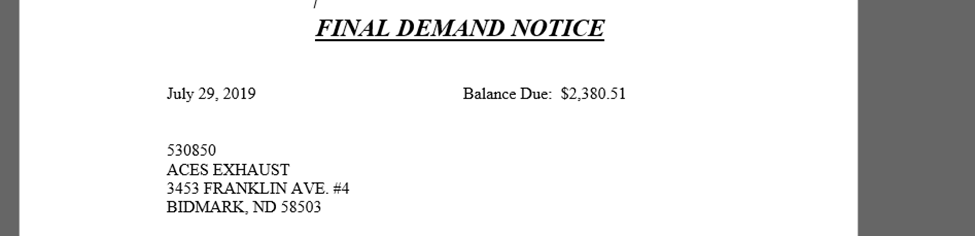 FINAL DEMAND NOTICE
July 29, 2019 Balance Due: $2,380.51
530850
ACES EXHAUST
3453 FRANKLIN AVE. #4
BIDMARK, ND 58503